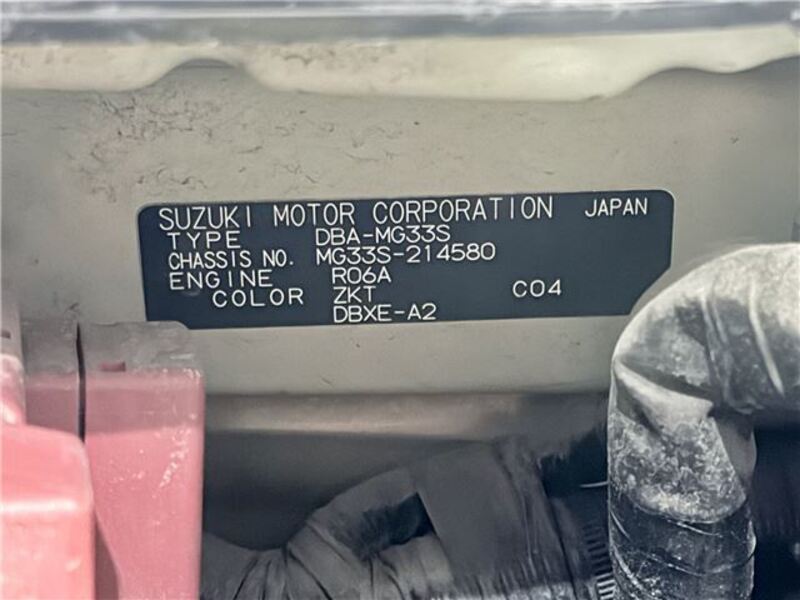 SUZUKI MOTOR CORPORATION JAPAN
TYPE DBA-MG33S
CHASSIS NO. MG33S-214580
ENGINE R06A
COLOR ZKT C04
DBXE-A2